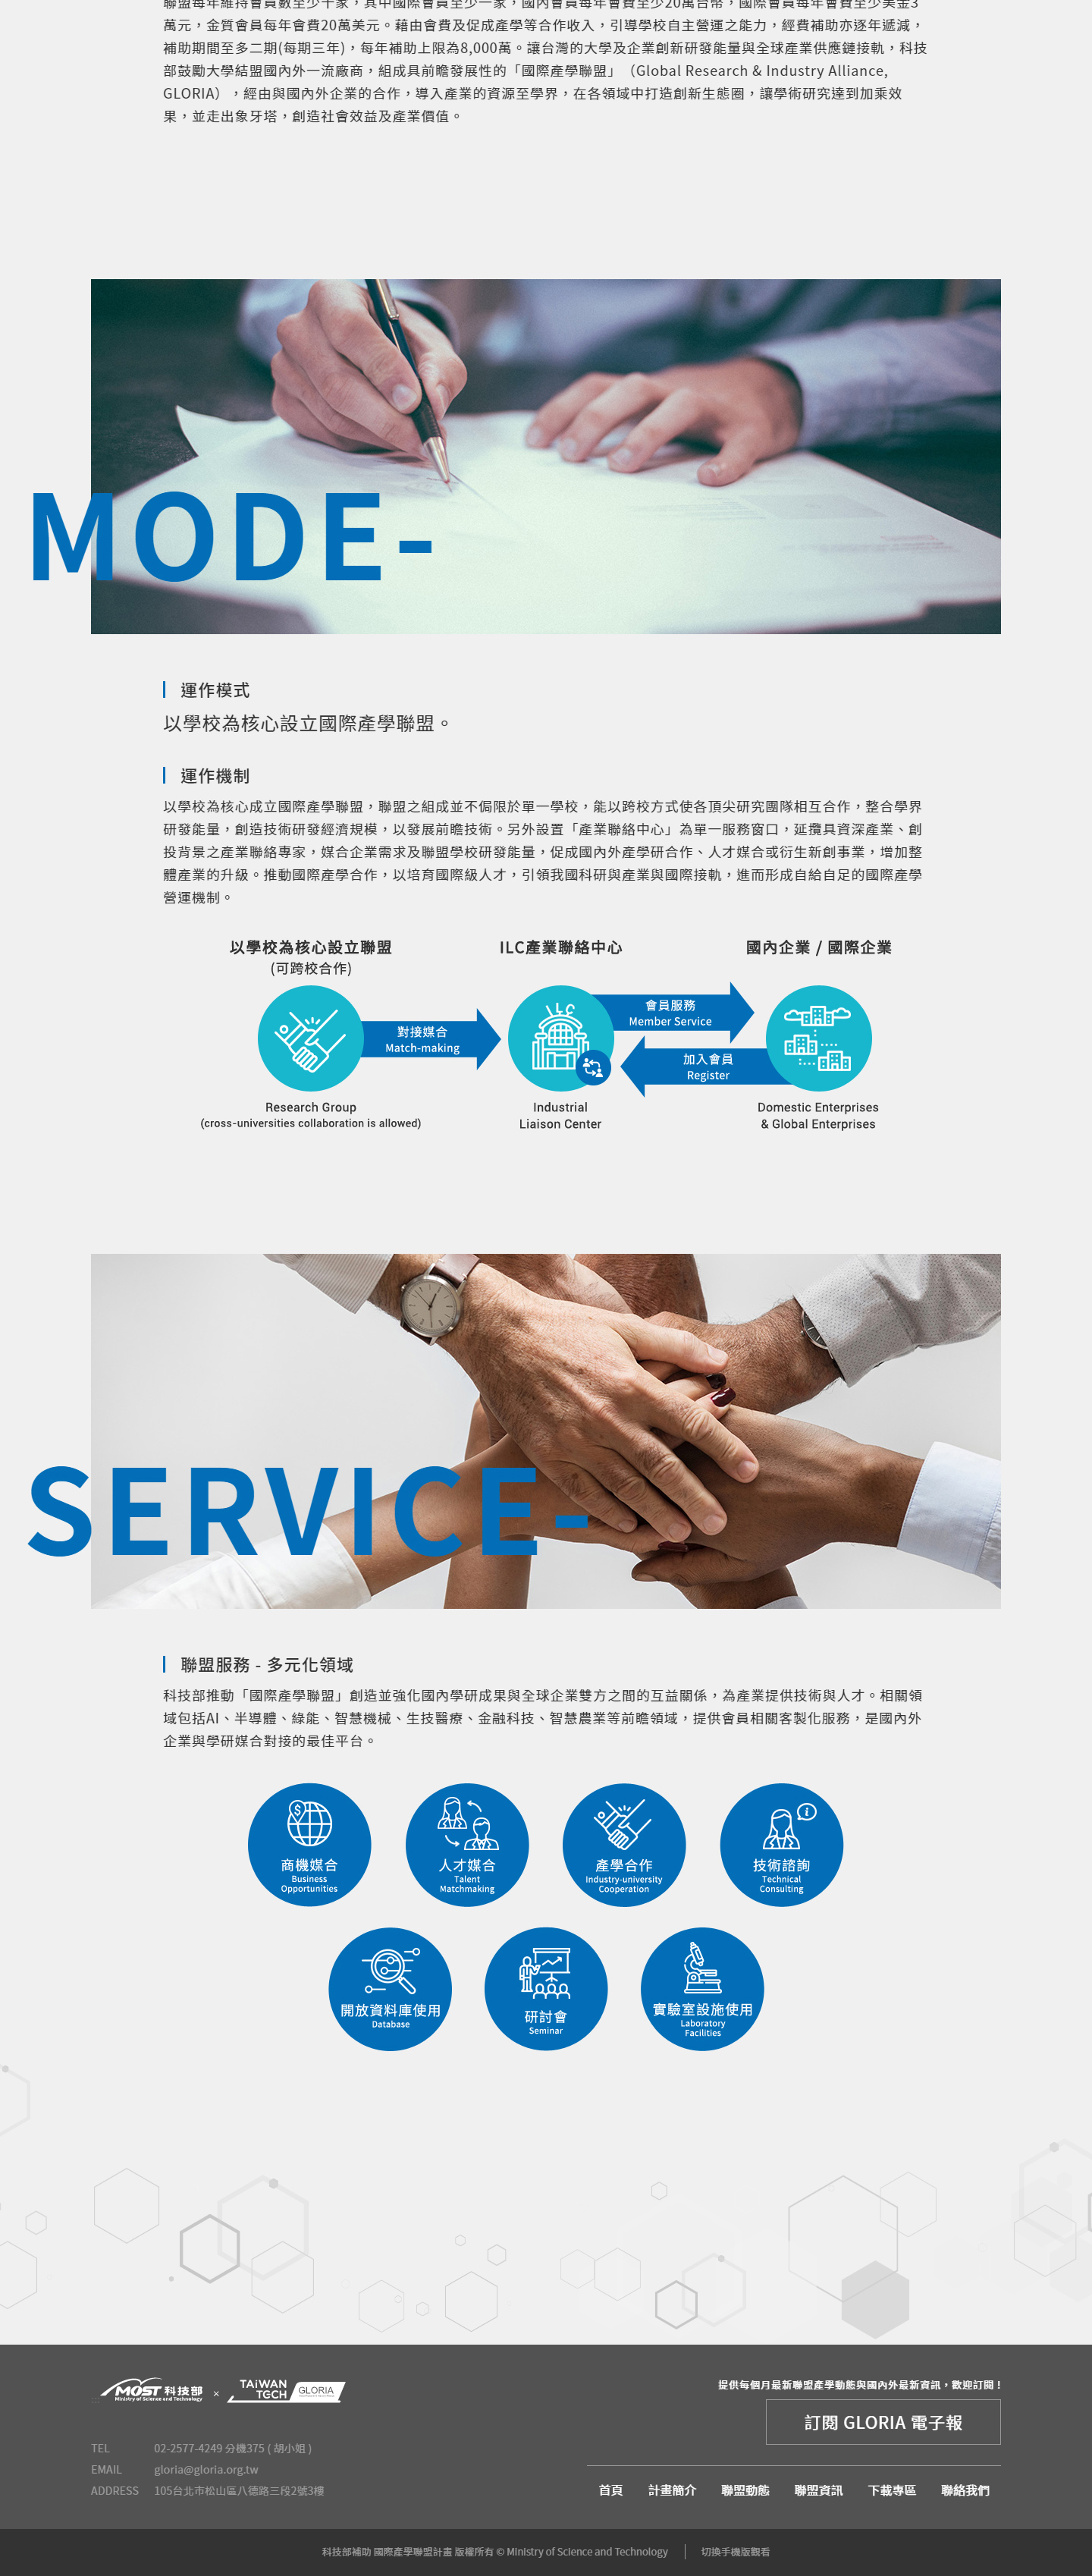 聯盟每年維持會員數至少十家，其中國際會員至少一家，國內會員每年會費至少20萬台幣，國際會員每年會費至少美金3
萬元，金質會員每年會費20萬美元。藉由會費及促成產學等合作收入，引導學校自主營運之能力，經費補助亦逐年遞減，
補助期間至多二期(每期三年)，每年補助上限為8,000萬。讓台灣的大學及企業創新研發能量與全球產業供應鏈接軌，科技
部鼓勵大學結盟國內外一流廠商，組成具前瞻發展性的「國際產學聯盟」（Global Research & Industry Alliance,
GLORIA），經由與國內外企業的合作，導入產業的資源至學界，在各領域中打造創新生態圈，讓學術研究達到加乘效
果，並走出象牙塔，創造社會效益及產業價值。
MODE-
運作模式
以學校為核心設立國際產學聯盟。
運作機制
以學校為核心成立國際產學聯盟，聯盟之組成並不侷限於單一學校，能以跨校方式使各頂尖研究團隊相互合作，整合學界
研發能量，創造技術研發經濟規模，以發展前瞻技術。另外設置「產業聯絡中心」為單一服務窗口，延攬具資深產業、創
投背景之產業聯絡專家，媒合企業需求及聯盟學校研發能量，促成國內外產學研合作、人才媒合或衍生新創事業，增加整
體產業的升級。推動國際產學合作，以培育國際級人才，引領我國科研與產業與國際接軌，進而形成自給自足的國際產學
營運機制。
以學校為核心設立聯盟
(可跨校合作)
ILC產業聯絡中心
國內企業 / 國際企業
對接媒合
Match-making
會員服務
Member Service
加入會員
Register
Research Group
(cross-universities collaboration is allowed)
Industrial
Liaison Center
Domestic Enterprises
& Global Enterprises
SERVICE-
聯盟服務 - 多元化領域
科技部推動「國際產學聯盟」創造並強化國內學研成果與全球企業雙方之間的互益關係，為產業提供技術與人才。相關領
域包括AI、半導體、綠能、智慧機械、生技醫療、金融科技、智慧農業等前瞻領域，提供會員相關客製化服務，是國內外
企業與學研媒合對接的最佳平台。
商機媒合
Business
Opportunities
人才媒合
Talent
Matchmaking
產學合作
Industry-university
Cooperation
技術諮詢
Technical
Consulting
開放資料庫使用
Database
研討會
Seminar
實驗室設施使用
Laboratory
Facilities
MOST 科技部
Ministry of Science and Technology
×
TAiWAN
TECH
GLORIA
TEL 02-2577-4249 分機375 ( 胡小姐 )
EMAIL gloria@gloria.org.tw
ADDRESS 105台北市松山區八德路三段2號3樓
提供每個月最新聯盟產學動態與國內外最新資訊，歡迎訂閱！
訂閱 GLORIA 電子報
首頁 計畫簡介 聯盟動態 聯盟資訊 下載專區 聯絡我們
科技部補助 國際產學聯盟計畫 版權所有 © Ministry of Science and Technology
切換手機版觀看